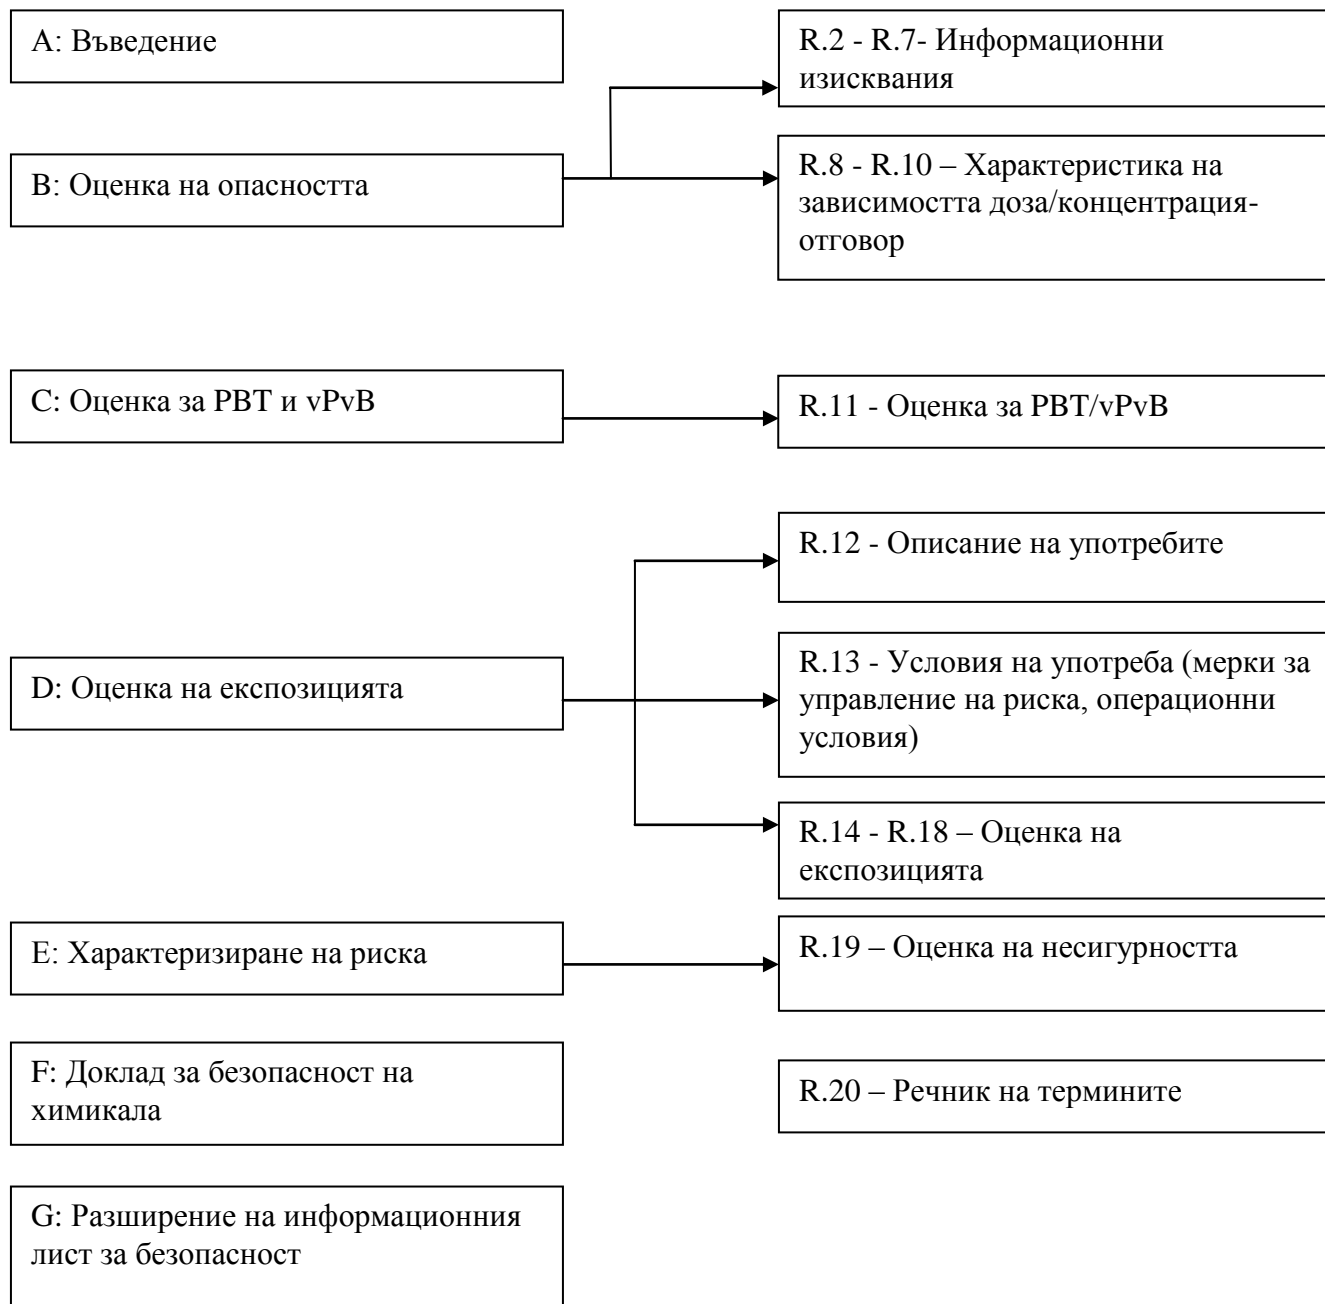 A: Въведение
R.2 - R.7- Информационни
изисквания
B: Оценка на опасността
R.8 - R.10 – Характеристика на
зависимостта доза/концентрация-
отговор
C: Оценка за PBT и vPvB
R.11 - Оценка за PBT/vPvB
R.12 - Описание на употребите
D: Оценка на експозицията
R.13 - Условия на употреба (мерки за
управление на риска, операционни
условия)
R.14 - R.18 – Оценка на
експозицията
E: Характеризиране на риска
R.19 – Оценка на несигурността
F: Доклад за безопасност на
химикала
R.20 – Речник на термините
G: Разширение на информационния
лист за безопасност